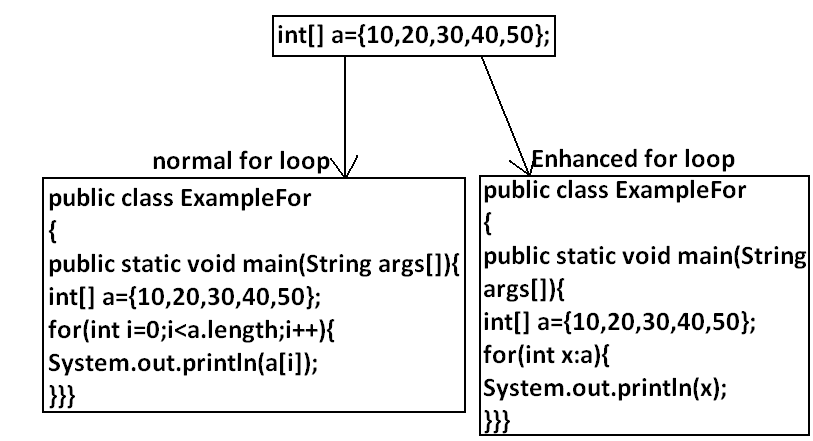 int[] a={10,20,30,40,50};
normal for loop
public class ExampleFor
{
public static void main(String args[]){
int[] a={10,20,30,40,50};
for(int i=0;i<a.length;i++){
System.out.println(a[i]);
}}}
Enhanced for loop
public class ExampleFor
{
public static void main(String
args[]){
int[] a={10,20,30,40,50};
for(int x:a){
System.out.println(x);
}}}